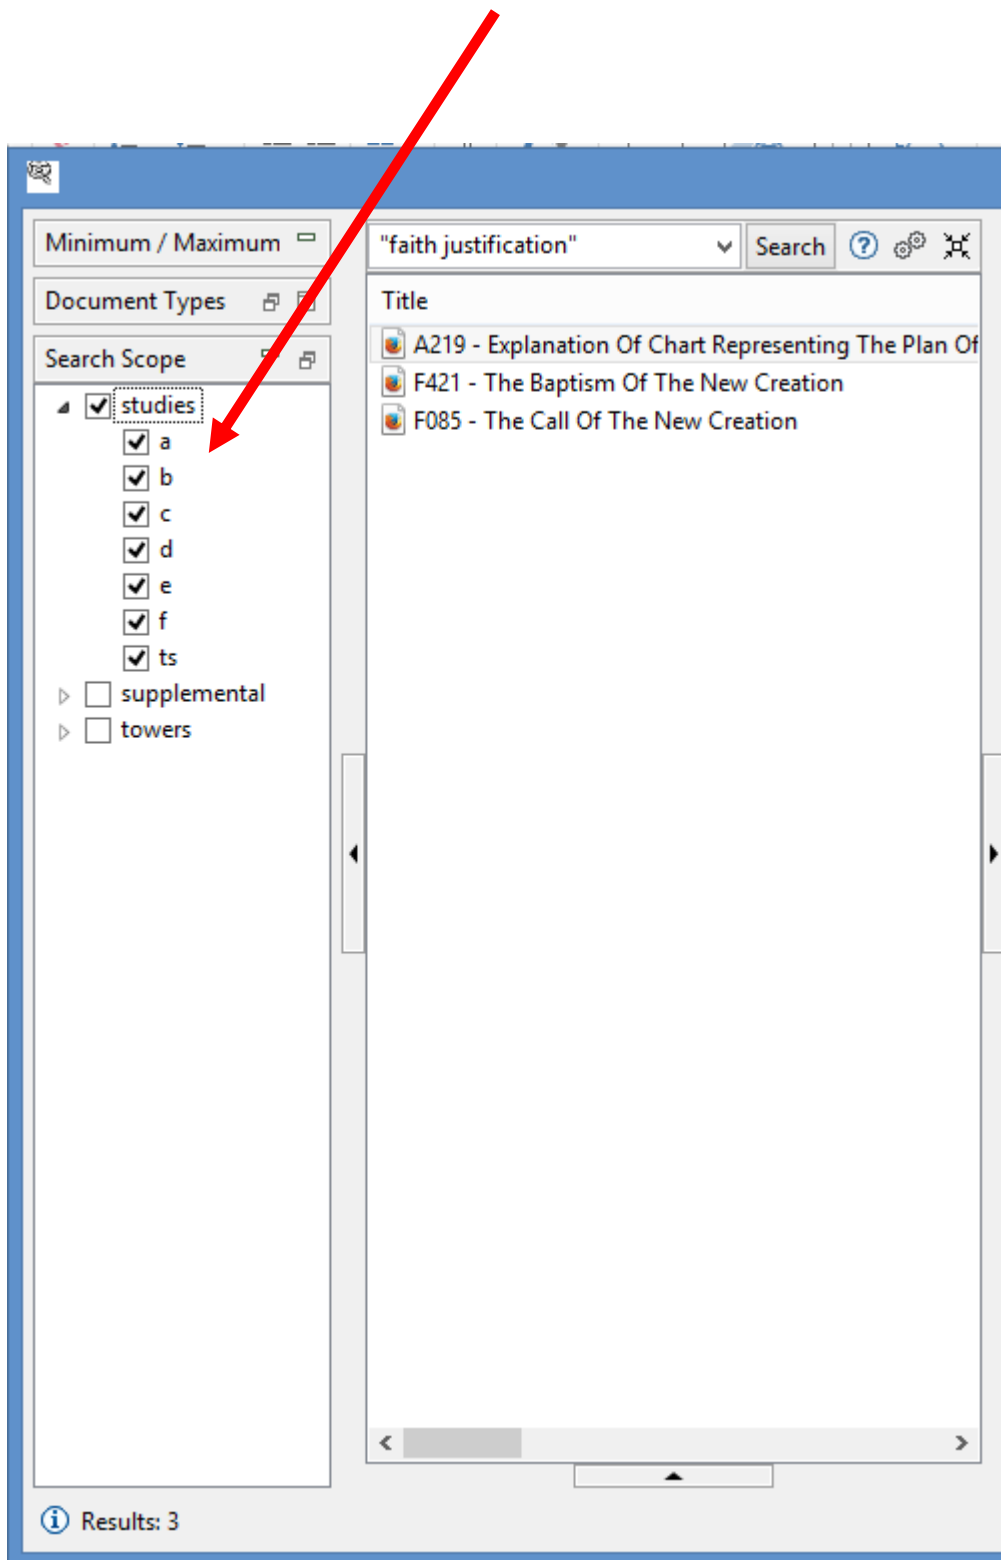 Minimum / Maximum
Document Types
Search Scope
studies
a
b
c
d
e
f
ts
supplemental
towers
"faith justification"
Search
?
Title
A219 - Explanation Of Chart Representing The Plan Of
F421 - The Baptism Of The New Creation
F085 - The Call Of The New Creation
Results: 3